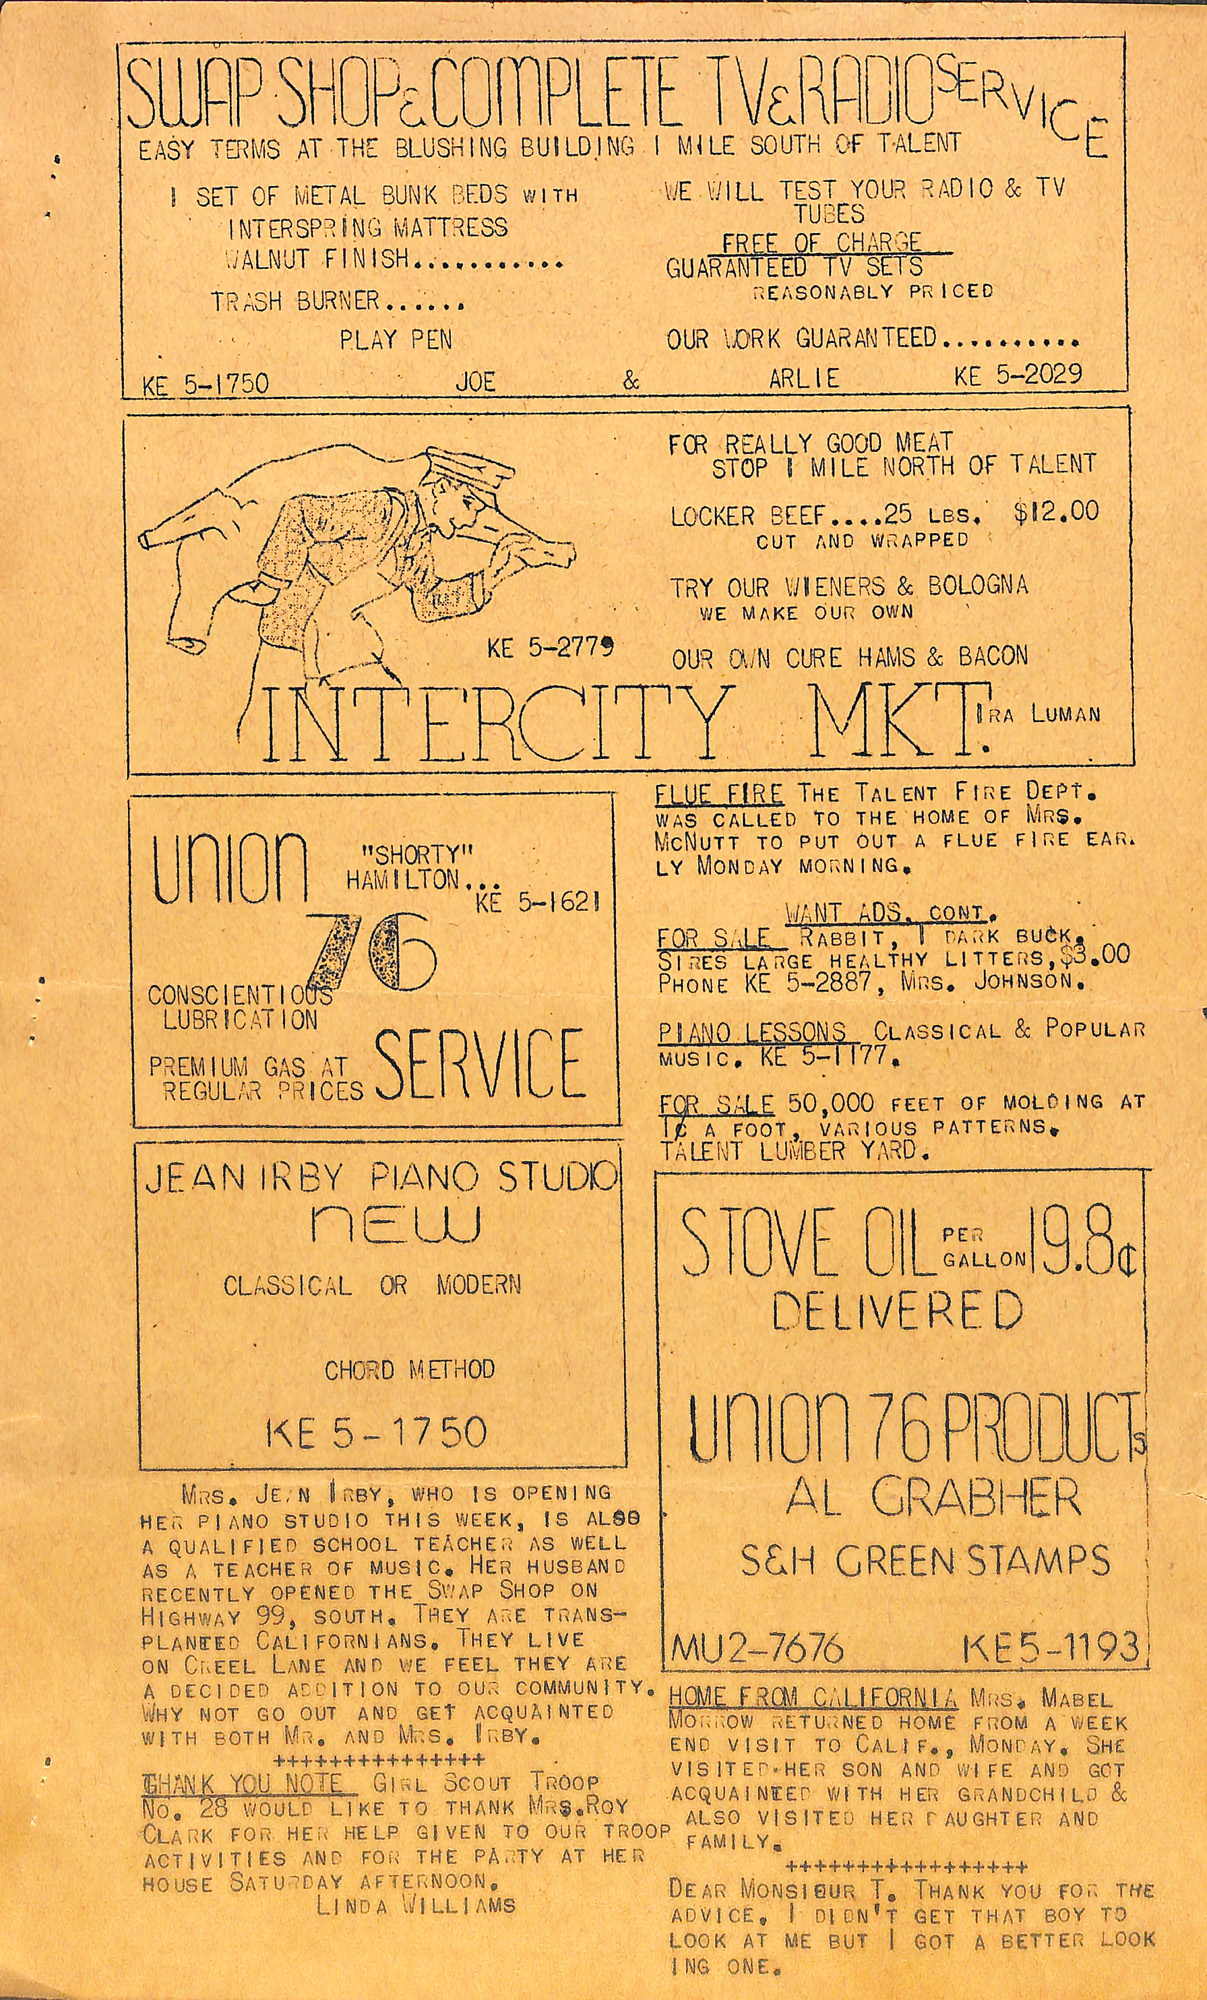 SWAP SHOP & COMPLETE TV & RADIO SERVICE
EASY TERMS AT THE BLUSHING BUILDING 1 MILE SOUTH OF TALENT
1 SET OF METAL BUNK BEDS WITH
INTERSPRING MATTRESS
WALNUT FINISH...........
TRASH BURNER......
PLAY PEN
WE WILL TEST YOUR RADIO & TV
TUBES
FREE OF CHARGE
GUARANTEED TV SETS
REASONABLY PRICED
OUR WORK GUARANTEED..........
KE 5-1750 JOE & ARLIE KE 5-2029
FOR REALLY GOOD MEAT
STOP 1 MILE NORTH OF TALENT
LOCKER BEEF....25 LBS. $12.00
CUT AND WRAPPED
TRY OUR WIENERS & BOLOGNA
WE MAKE OUR OWN
KE 5-2779
OUR OWN CURE HAMS & BACON
INTERCITY MKT. IRA LUMAN
UNION
"SHORTY"
HAMILTON...
KE 5-1621
76
CONSCIENTIOUS
LUBRICATION
PREMIUM GAS AT
REGULAR PRICES
SERVICE
JEAN IRBY PIANO STUDIO
NEW
CLASSICAL OR MODERN
CHORD METHOD
KE 5-1750
MRS. JEAN IRBY, WHO IS OPENING
HER PIANO STUDIO THIS WEEK, IS ALSO
A QUALIFIED SCHOOL TEACHER AS WELL
AS A TEACHER OF MUSIC. HER HUSBAND
RECENTLY OPENED THE SWAP SHOP ON
HIGHWAY 99, SOUTH. THEY ARE TRANS-
PLANTED CALIFORNIANS. THEY LIVE
ON CREEL LANE AND WE FEEL THEY ARE
A DECIDED ADDITION TO OUR COMMUNITY.
WHY NOT GO OUT AND GET ACQUAINTED
WITH BOTH MR. AND MRS. IRBY.
+++++++++++++++
THANK YOU NOTE GIRL SCOUT TROOP
NO. 28 WOULD LIKE TO THANK MRS.ROY
CLARK FOR HER HELP GIVEN TO OUR TROOP
ACTIVITIES AND FOR THE PARTY AT HER
HOUSE SATURDAY AFTERNOON.
LINDA WILLIAMS
FLUE FIRE THE TALENT FIRE DEPT.
WAS CALLED TO THE HOME OF MRS.
MCNUTT TO PUT OUT A FLUE FIRE EAR.
LY MONDAY MORNING.
WANT ADS. CONT.
FOR SALE RABBIT, 1 DARK BUCK.
SIRES LARGE HEALTHY LITTERS,$3.00
PHONE KE 5-2887, MRS. JOHNSON.
PIANO LESSONS CLASSICAL & POPULAR
MUSIC. KE 5-1177.
FOR SALE 50,000 FEET OF MOLDING AT
1¢ A FOOT, VARIOUS PATTERNS.
TALENT LUMBER YARD.
STOVE OIL PER GALLON 19.8¢
DELIVERED
UNION 76 PRODUCTS
AL GRABHER
S&H GREEN STAMPS
MU2-7676 KE5-1193
HOME FROM CALIFORNIA MRS. MABEL
MORROW RETURNED HOME FROM A WEEK
END VISIT TO CALIF., MONDAY. SHE
VISITED HER SON AND WIFE AND GOT
ACQUAINTED WITH HER GRANDCHILD &
ALSO VISITED HER DAUGHTER AND
FAMILY.
+++++++++++++++++
DEAR MONSIEUR T. THANK YOU FOR THE
ADVICE. I DIDN'T GET THAT BOY TO
LOOK AT ME BUT I GOT A BETTER LOOK
ING ONE.